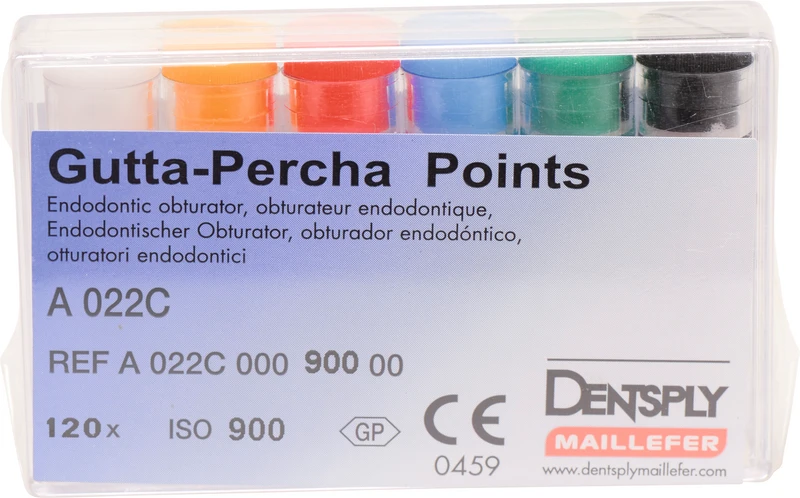 Gutta-Percha Points
Endodontic obturator, obturateur endodontique,
Endodontischer Obturator, obturador endodóntico,
otturatori endodontici
A 022C
REF A 022C 000 900 00
120x ISO 900 GP
CE
0459
DENTSPLY
MAILLEFER
www.dentsplymaillefer.com